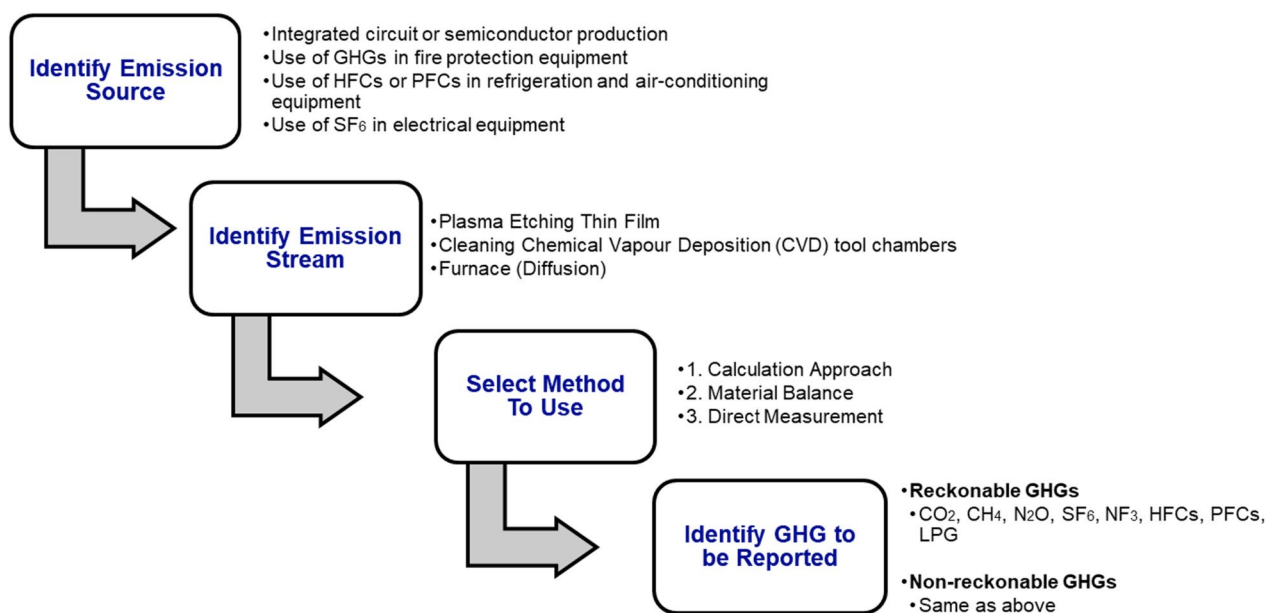 Identify Emission
Source
•Integrated circuit or semiconductor production
•Use of GHGs in fire protection equipment
•Use of HFCs or PFCs in refrigeration and air-conditioning
equipment
•Use of SF6 in electrical equipment
Identify Emission
Stream
•Plasma Etching Thin Film
•Cleaning Chemical Vapour Deposition (CVD) tool chambers
•Furnace (Diffusion)
Select Method
To Use
•1. Calculation Approach
•2. Material Balance
•3. Direct Measurement
Identify GHG to
be Reported
•Reckonable GHGs
•CO2, CH4, N2O, SF6, NF3, HFCs, PFCs,
LPG
•Non-reckonable GHGs
•Same as above